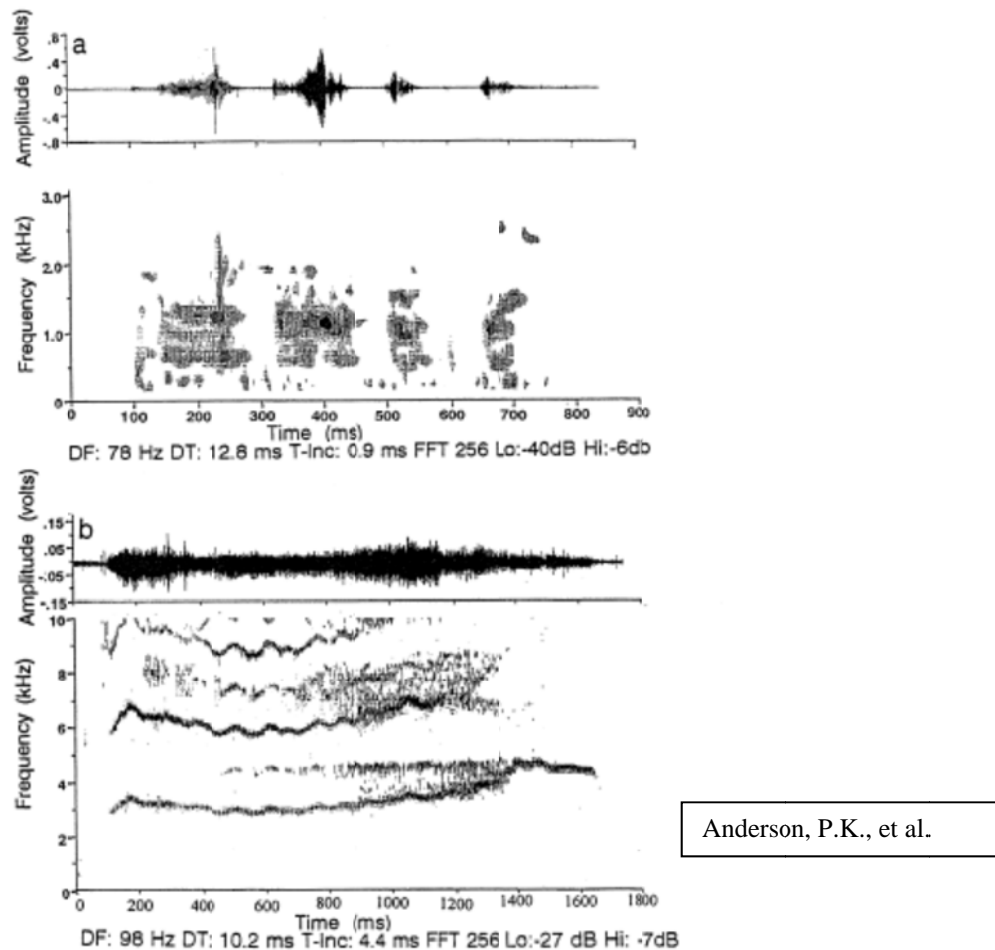 a
Amplitude (volts)
.8
.4
0
-.4
-.8
Frequency (kHz)
3.0
2.0
1.0
0
0 100 200 300 400 500 600 700 800 900
Time (ms)
DF: 78 Hz DT: 12.8 ms T-Inc: 0.9 ms FFT 256 Lo:-40dB Hi:-6db
b
Amplitude (volts)
.15
.05
-.05
-.15
Frequency (kHz)
10
8
6
4
2
0
0 200 400 600 800 1000 1200 1400 1600 1800
Time (ms)
DF: 98 Hz DT: 10.2 ms T-Inc: 4.4 ms FFT 256 Lo:-27 dB Hi: -7dB
Anderson, P.K., et al.